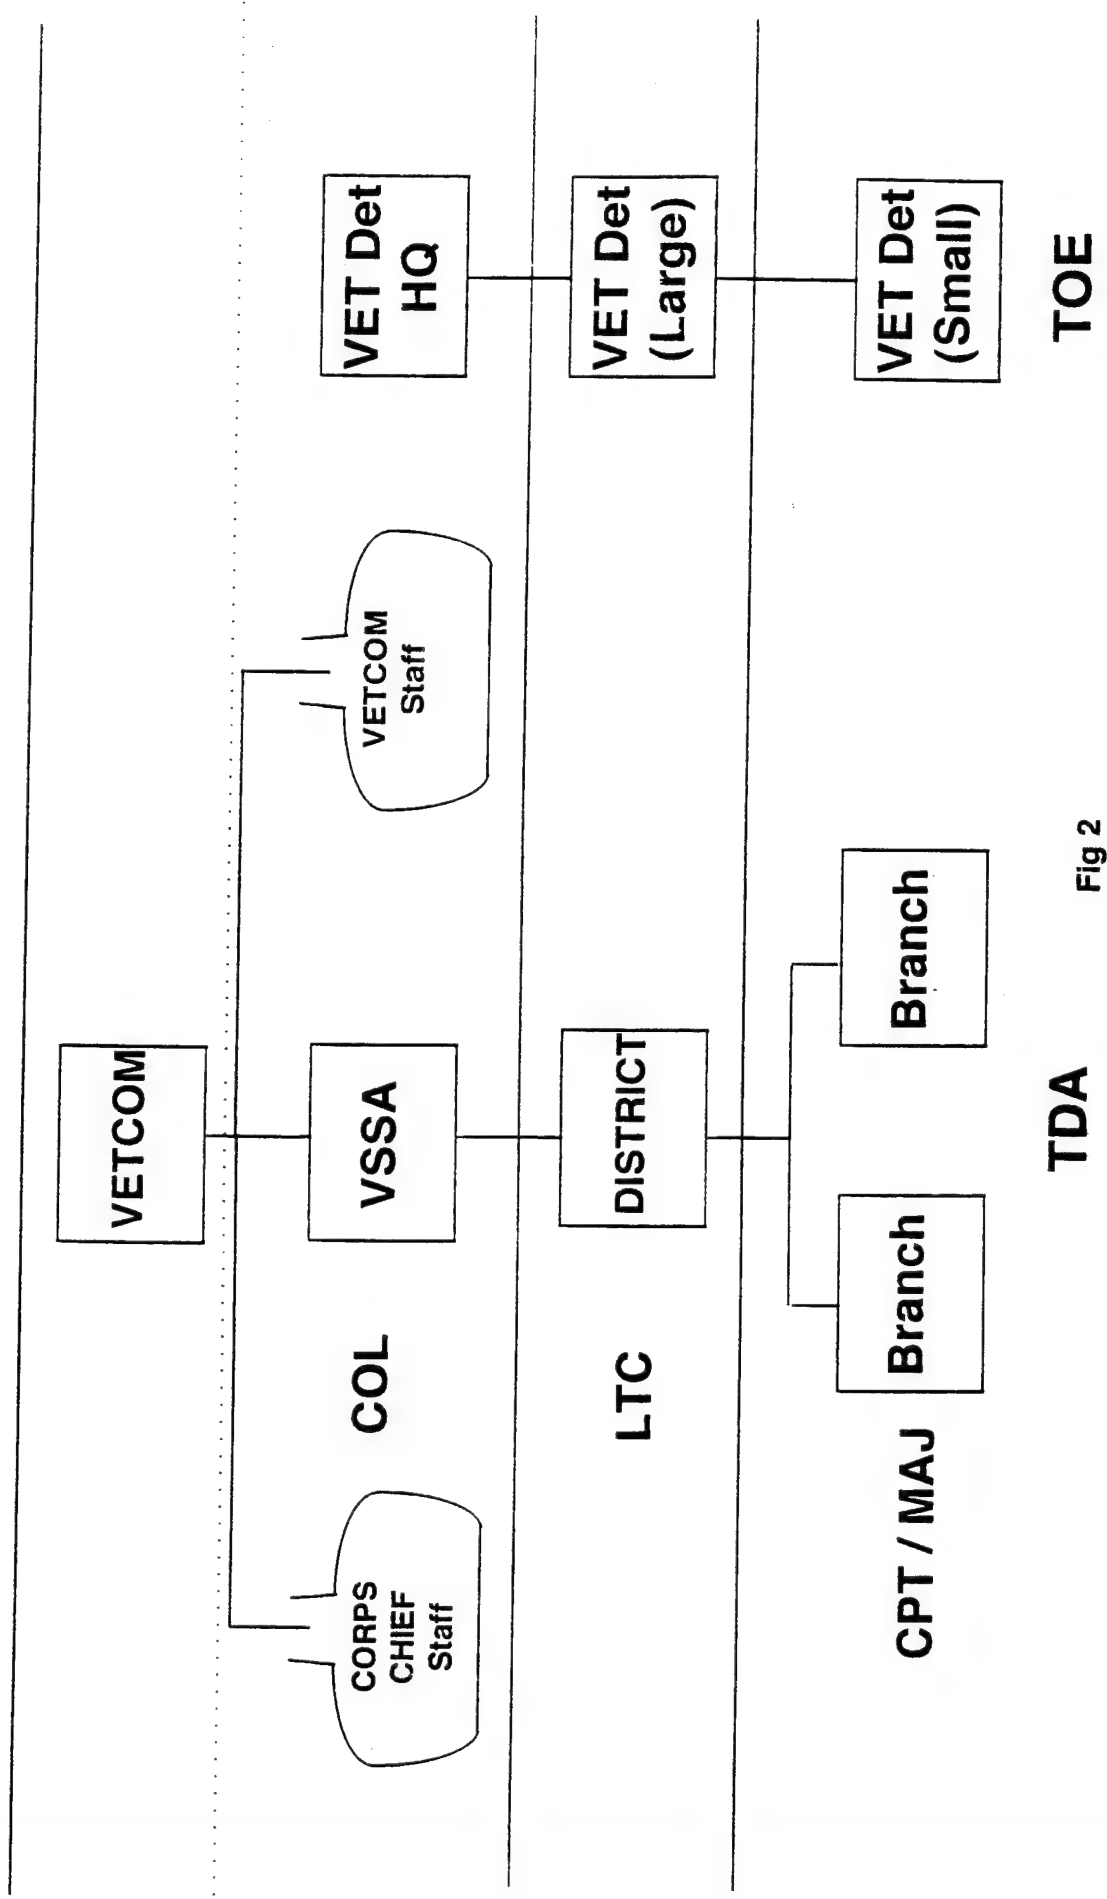 VETCOM
CORPS
CHIEF
Staff
COL
VSSA
VETCOM
Staff
VET Det
HQ
LTC
DISTRICT
VET Det
(Large)
CPT / MAJ
Branch
Branch
VET Det
(Small)
TDA
TOE
Fig 2